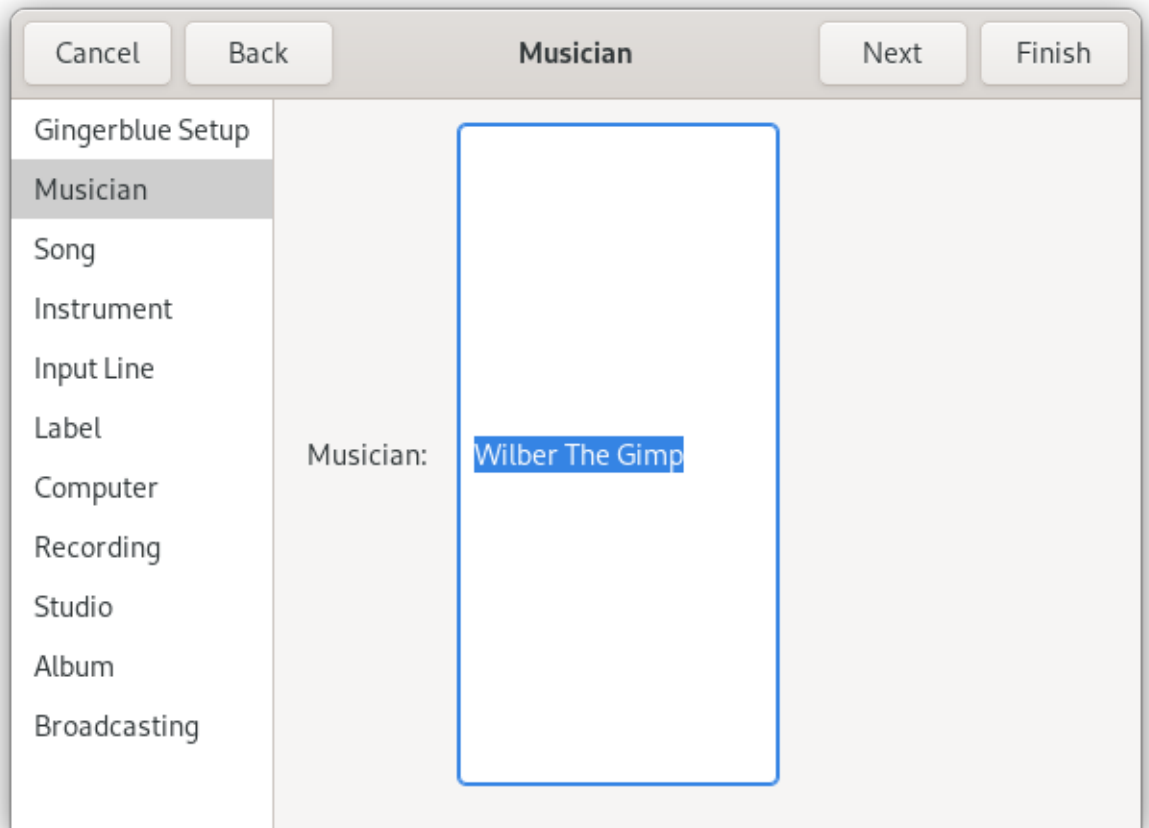 Cancel Back Musician Next Finish
Gingerblue Setup
Musician
Song
Instrument
Input Line
Label
Computer
Recording
Studio
Album
Broadcasting
Musician: Wilber The Gimp